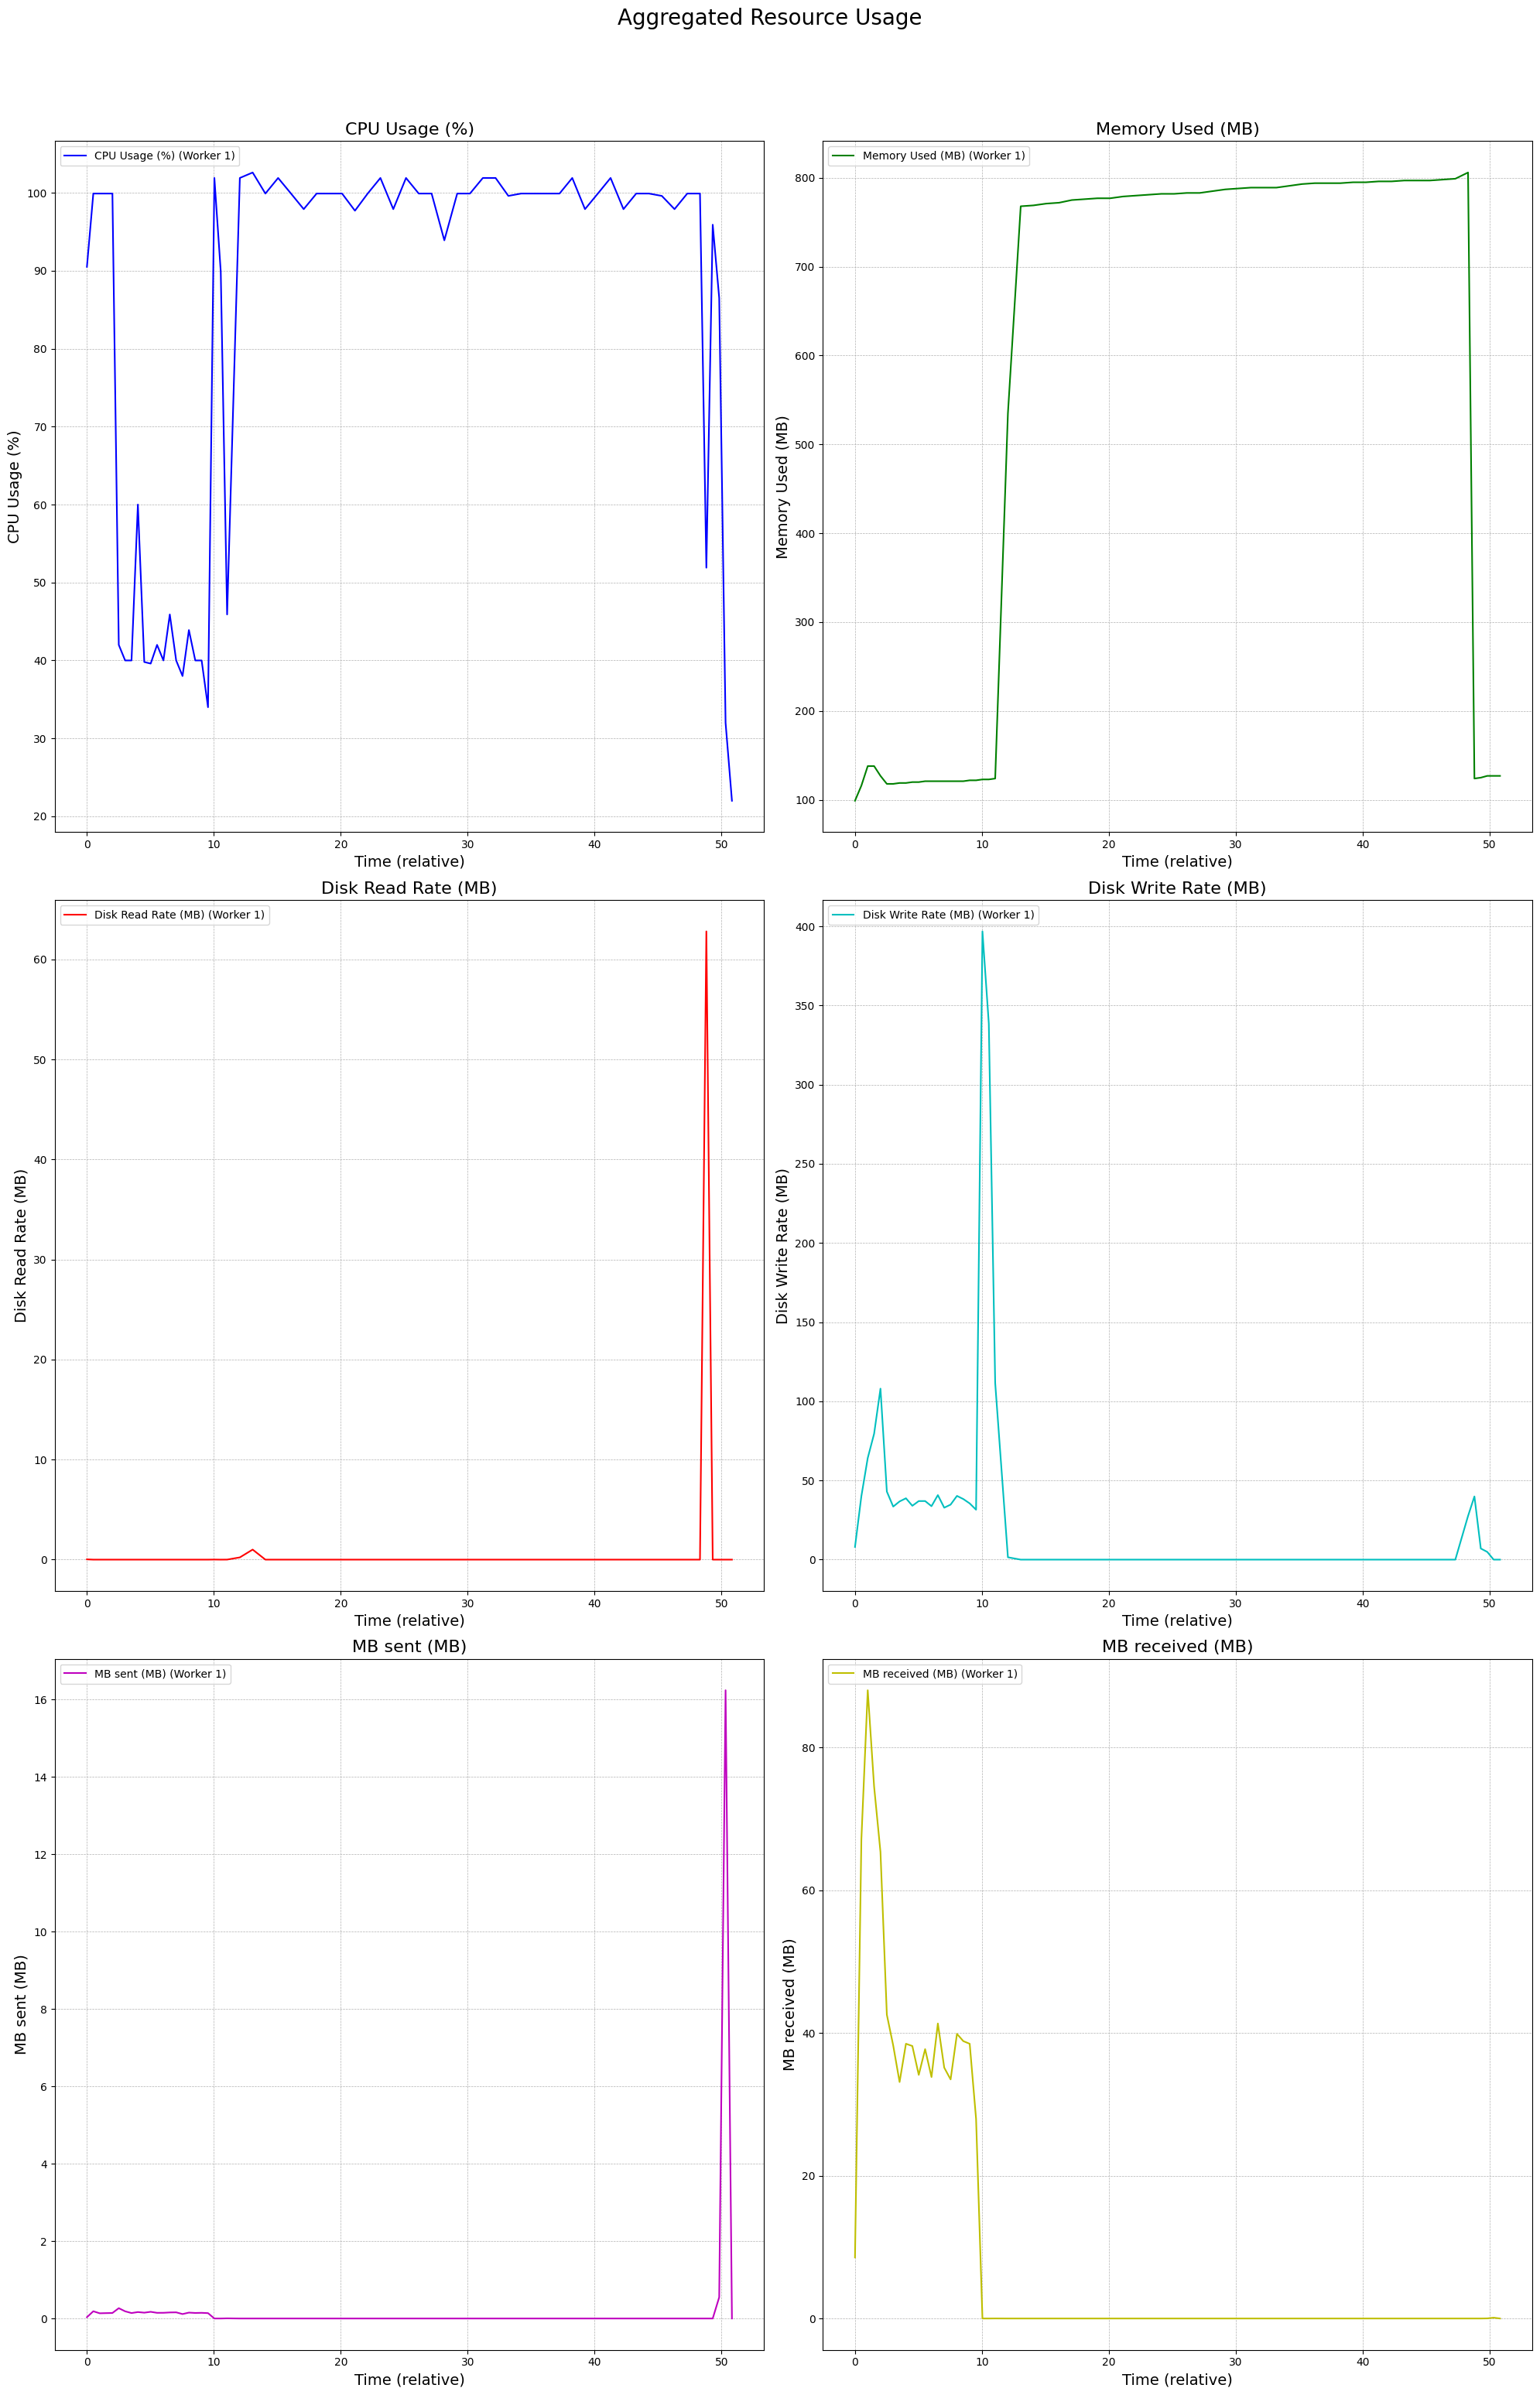 Aggregated Resource Usage
CPU Usage (%)
CPU Usage (%) (Worker 1)
CPU Usage (%)
100
90
80
70
60
50
40
30
20
0 10 20 30 40 50
Time (relative)
Memory Used (MB)
Memory Used (MB) (Worker 1)
Memory Used (MB)
800
700
600
500
400
300
200
100
0 10 20 30 40 50
Time (relative)
Disk Read Rate (MB)
Disk Read Rate (MB) (Worker 1)
Disk Read Rate (MB)
60
50
40
30
20
10
0
0 10 20 30 40 50
Time (relative)
Disk Write Rate (MB)
Disk Write Rate (MB) (Worker 1)
Disk Write Rate (MB)
400
350
300
250
200
150
100
50
0
0 10 20 30 40 50
Time (relative)
MB sent (MB)
MB sent (MB) (Worker 1)
MB sent (MB)
16
14
12
10
8
6
4
2
0
0 10 20 30 40 50
Time (relative)
MB received (MB)
MB received (MB) (Worker 1)
MB received (MB)
80
60
40
20
0
0 10 20 30 40 50
Time (relative)